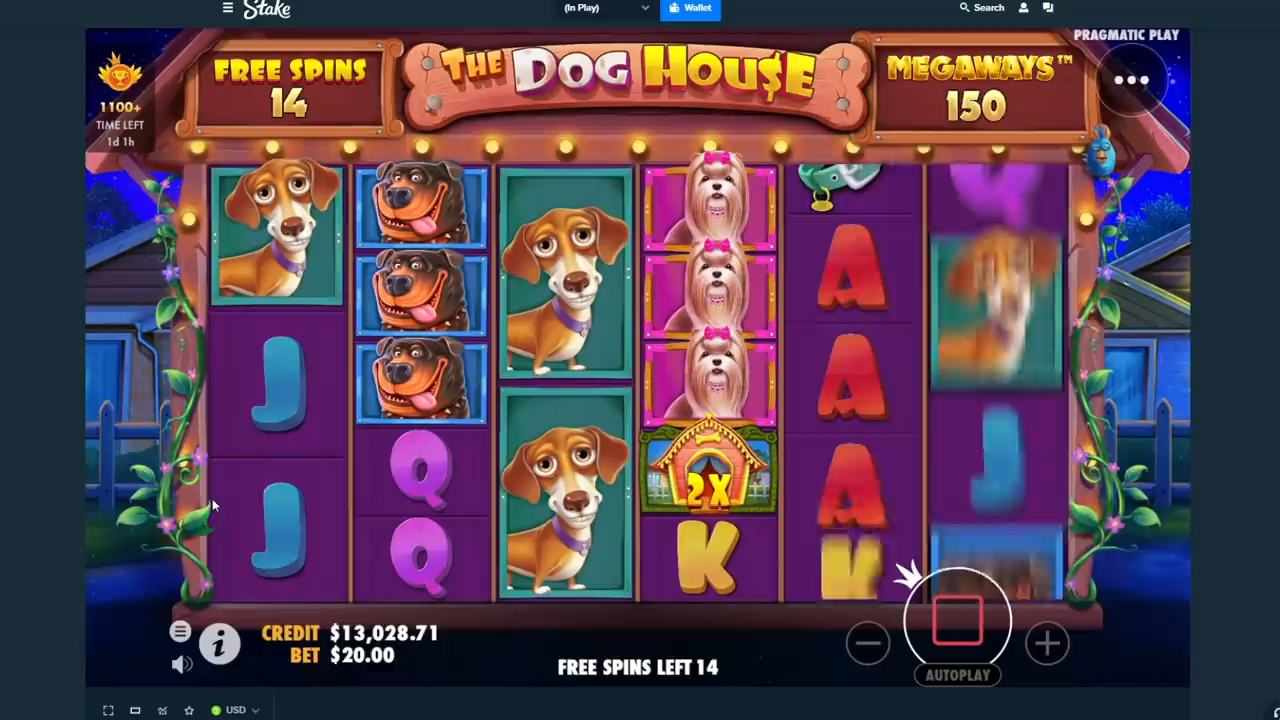 Stake
(In Play)
Wallet
Search
PRAGMATIC PLAY
1100+
TIME LEFT
1d 1h
FREE SPINS
14
THE DOG HOU$E
MEGAWAYS™
150
J
J
Q
Q
2X
K
A
A
A
K
J
CREDIT $13,028.71
BET $20.00
FREE SPINS LEFT 14
AUTOPLAY
USD